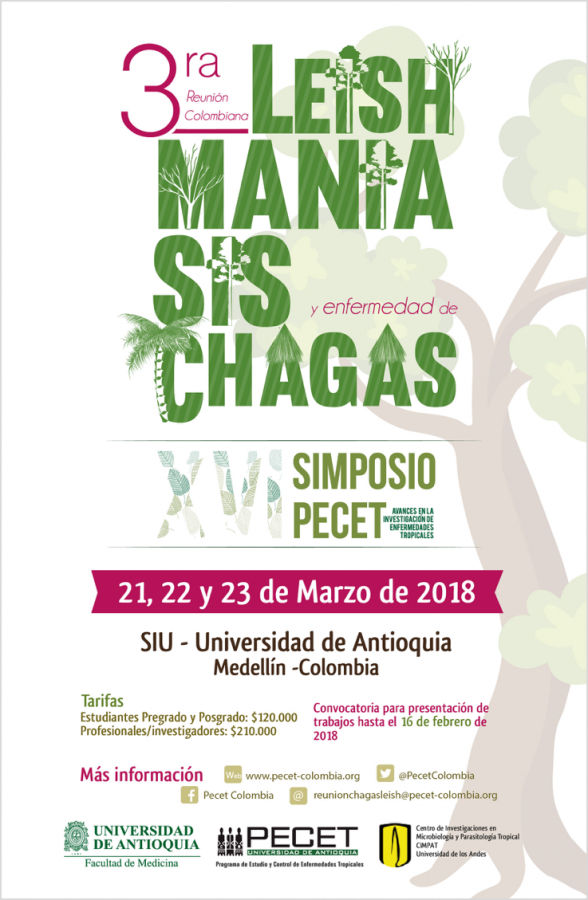 3ra
Reunión
Colombiana
LEISH
MANIA
SIS
y enfermedad de
CHAGAS
XVI
SIMPOSIO
PECET
AVANCES EN LA
INVESTIGACIÓN DE
ENFERMEDADES
TROPICALES
21, 22 y 23 de Marzo de 2018
SIU - Universidad de Antioquia
Medellín -Colombia
Tarifas
Estudiantes Pregrado y Posgrado: $120.000
Profesionales/investigadores: $210.000
Convocatoria para presentación de
trabajos hasta el 16 de febrero de
2018
Más información
Web www.pecet-colombia.org
@PecetColombia
Pecet Colombia
@ reunionchagasleish@pecet-colombia.org
UNIVERSIDAD
DE ANTIOQUIA
Facultad de Medicina
PECET
UNIVERSIDAD DE ANTIOQUIA
Programa de Estudio y Control de Enfermedades Tropicales
Centro de Investigaciones en
Microbiología y Parasitología Tropical
CIMPAT
Universidad de los Andes